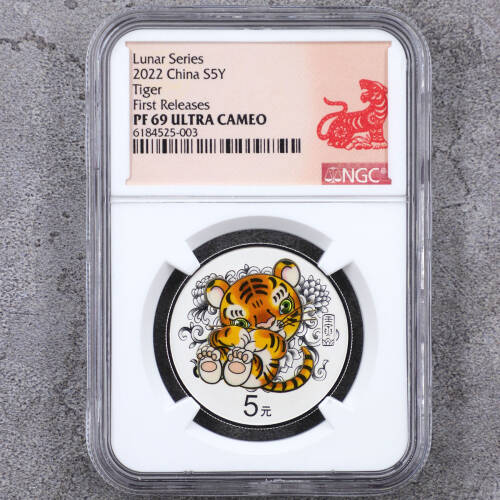 Lunar Series
2022 China S5Y
Tiger
First Releases
PF 69 ULTRA CAMEO
6184525-003
NGC®
5元